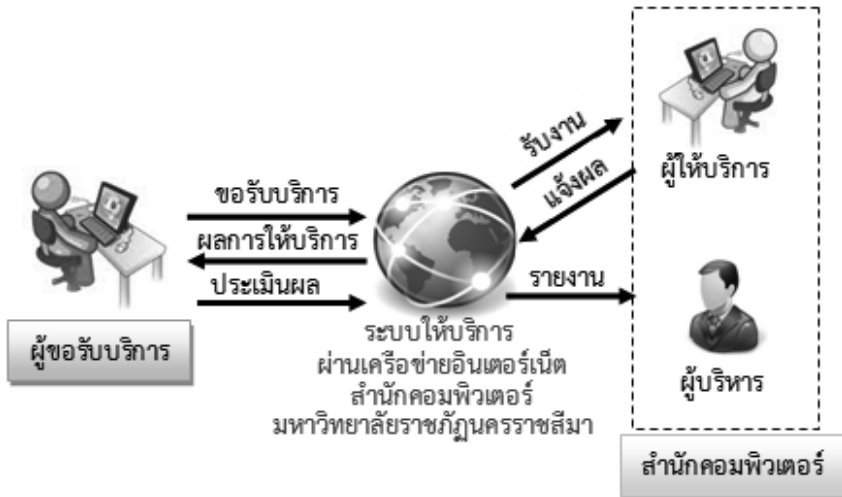 รับงาน
แจ้งผล
ผู้ให้บริการ
ขอรับบริการ
ผลการให้บริการ
ประเมินผล
รายงาน
ผู้ขอรับบริการ
ระบบให้บริการ
ผ่านเครือข่ายอินเตอร์เน็ต
สำนักคอมพิวเตอร์
มหาวิทยาลัยราชภัฏนครราชสีมา
ผู้บริหาร
สำนักคอมพิวเตอร์